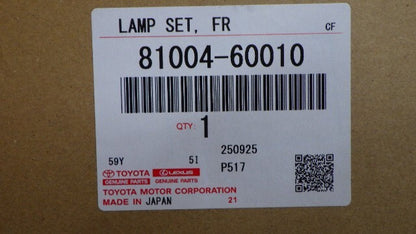 LAMP SET, FR CF
81004-60010
QTY: 1
250925
59Y 51 P517
TOYOTA LEXUS
GENUINE PARTS GENUINE PARTS
TOYOTA MOTOR CORPORATION
MADE IN JAPAN 21